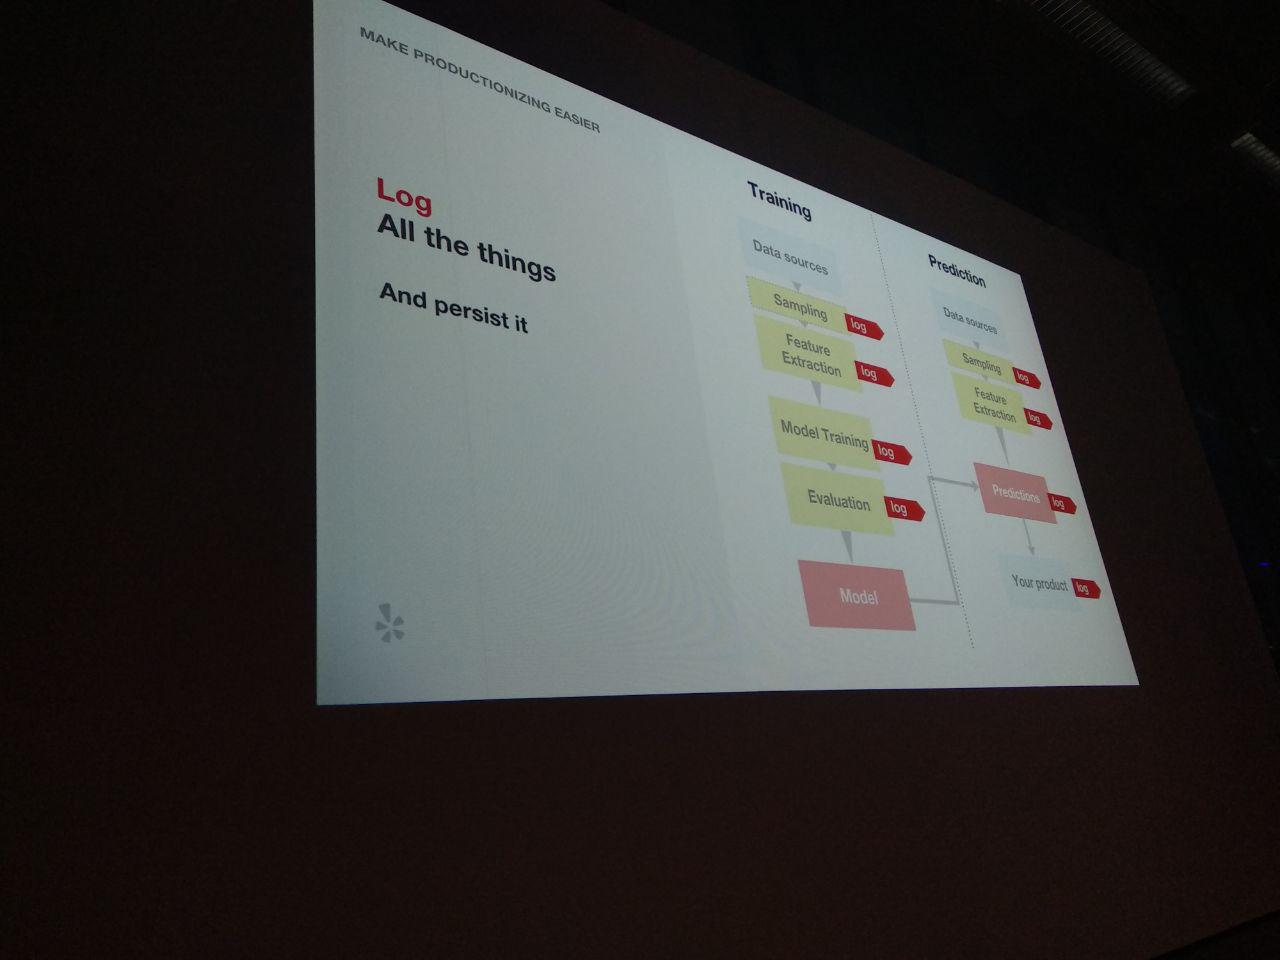 MAKE PRODUCTIONIZING EASIER
Log
All the things
And persist it
Training
Data sources
Sampling
log
Feature
Extraction
log
Model Training
log
Evaluation
log
Model
Prediction
Data sources
Sampling
log
Feature
Extraction
log
Predictions
log
Your product
log